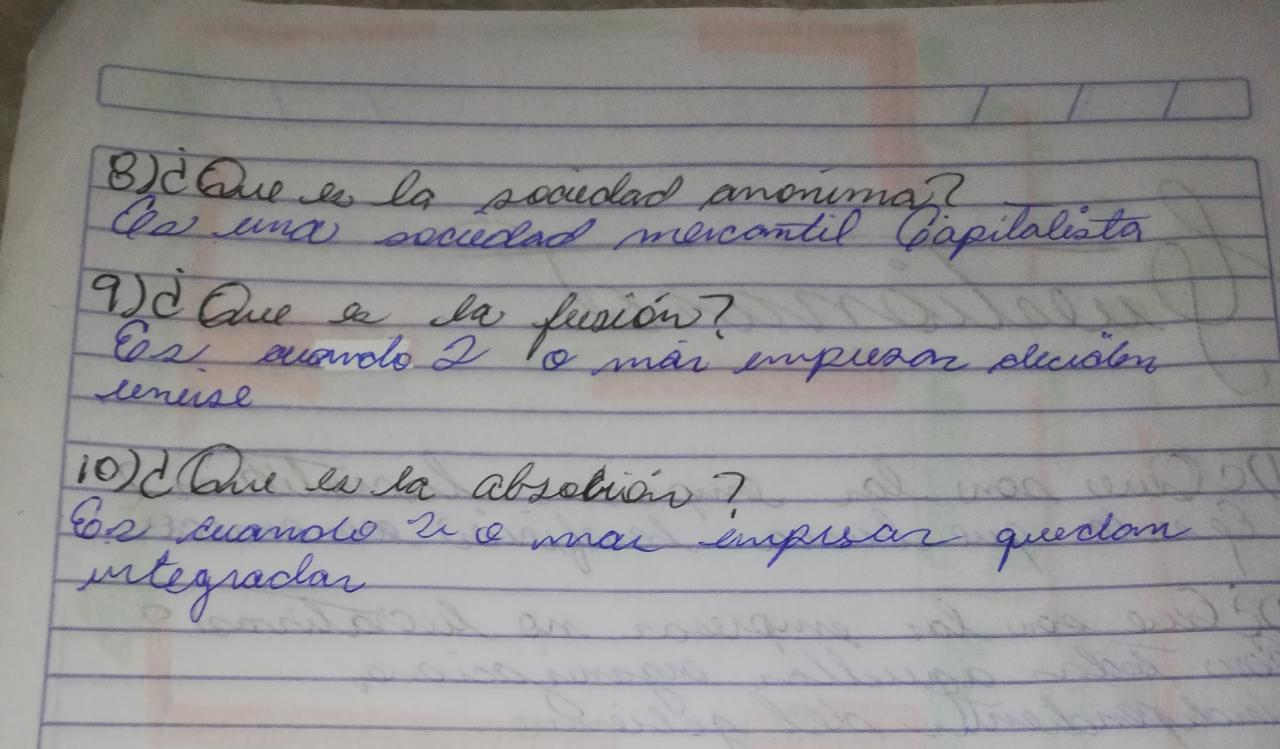 8)¿Que es la sociedad anonima?
Es una sociedad mercantil Capitalista
9)¿Que es la fusión?
Es cuando 2 o más empresas deciden
unirse
10)¿Que es la absobión?
Es cuando 2 o mas empresas quedan
integradas